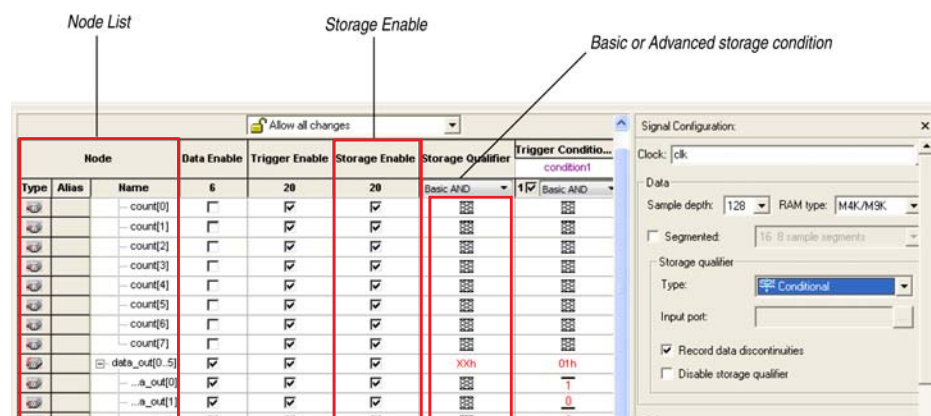 Node List
Storage Enable
Basic or Advanced storage condition
Allow all changes
Signal Configuration:
Node Data Enable Trigger Enable Storage Enable Storage Qualifier Trigger Conditio...
condition1
Clock: clk
Type Alias Name 6 20 20 Basic AND 1 Basic AND
Data
Sample depth: 128 RAM type: M4K/M9K
count[0]
count[1]
Segmented: 16 8 sample segments
count[2]
count[3]
Storage qualifier
count[4]
Type: Conditional
count[5]
Input port:
count[6]
count[7]
Record data discontinuities
data_out[0..5] XXh 01h
Disable storage qualifier
...a_out[0] 1
...a_out[1] 0